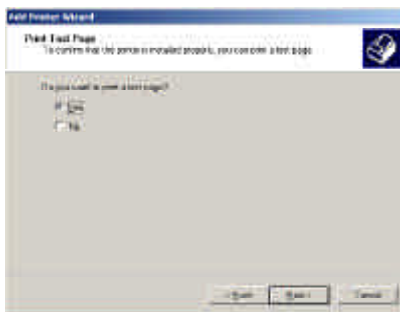 Add Printer Wizard
Print Test Page
To confirm that the printer is installed properly, you can print a test page.
Do you want to print a test page?
Yes
No
< Back
Next >
Cancel